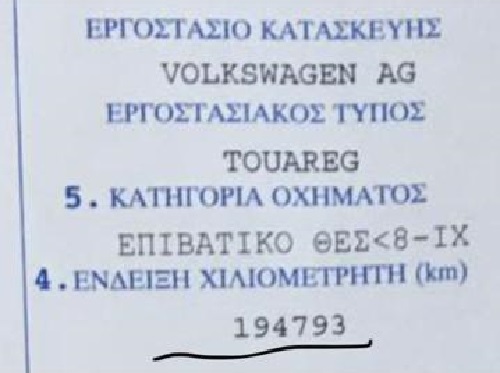 ΕΡΓΟΣΤΑΣΙΟ ΚΑΤΑΣΚΕΥΗΣ
VOLKSWAGEN AG
ΕΡΓΟΣΤΑΣΙΑΚΟΣ ΤΥΠΟΣ
TOUAREG
5. ΚΑΤΗΓΟΡΙΑ ΟΧΗΜΑΤΟΣ
ΕΠΙΒΑΤΙΚΟ ΘΕΣ<8-ΙΧ
4. ΕΝΔΕΙΞΗ ΧΙΛΙΟΜΕΤΡΗΤΗ (km)
194793